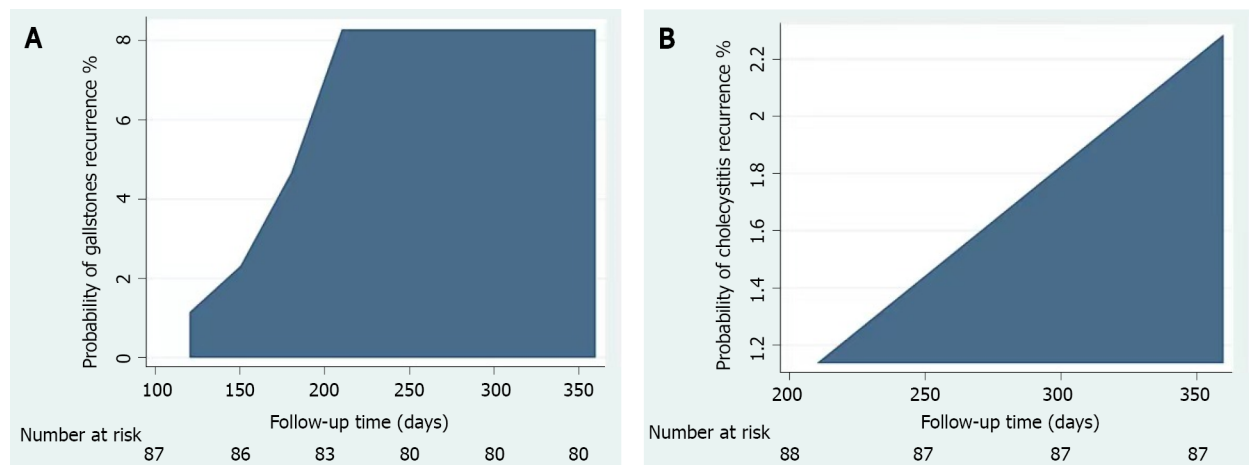 A
Probability of gallstones recurrence %
8
6
4
2
0
100 150 200 250 300 350
Follow-up time (days)
Number at risk
87 86 83 80 80 80
B
Probability of cholecystitis recurrence %
2.2
2
1.8
1.6
1.4
1.2
200 250 300 350
Follow-up time (days)
Number at risk
88 87 87 87